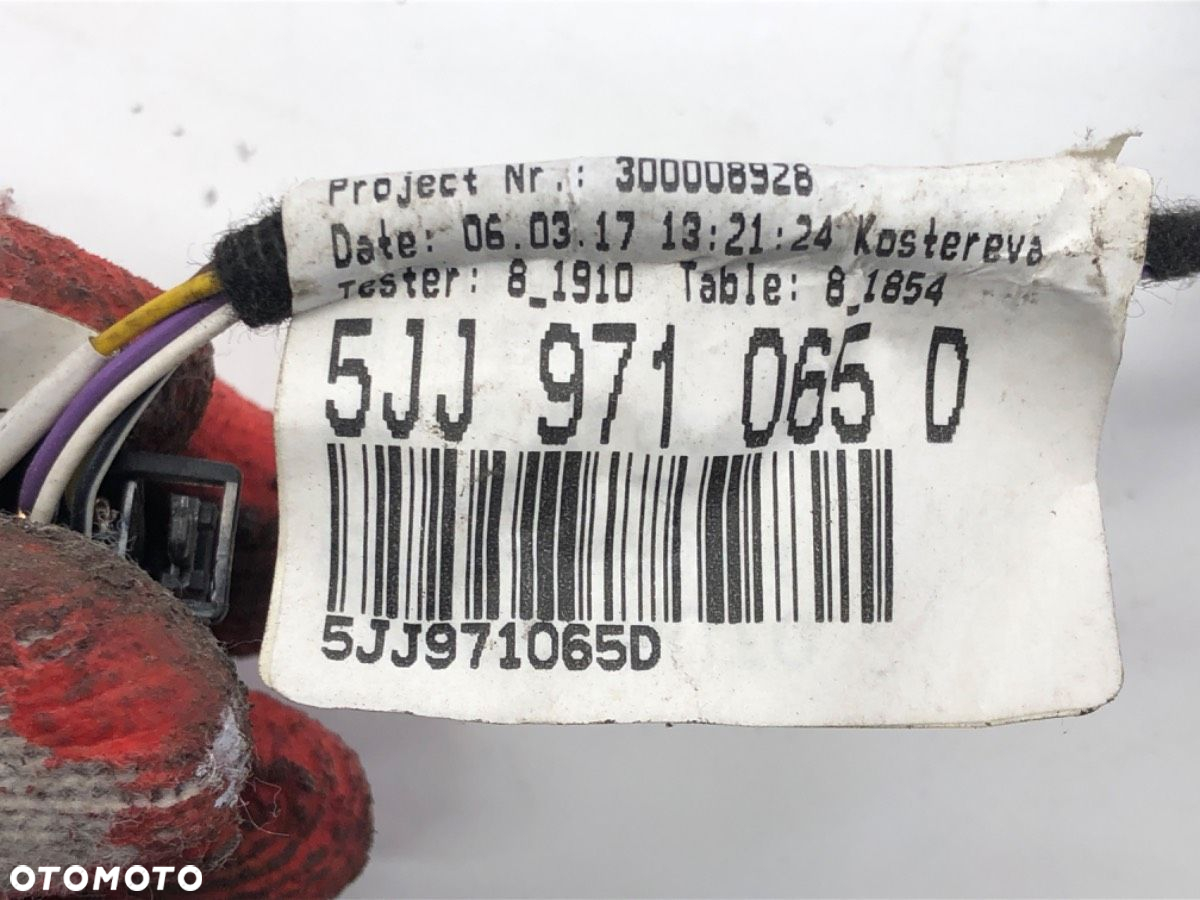 Project Nr.: 300008928
Date: 06.03.17 13:21:24 Kostereva
Tester: 8_1910 Table: 8_1854
5JJ 971 065 D
5JJ971065D
OTOMOTO